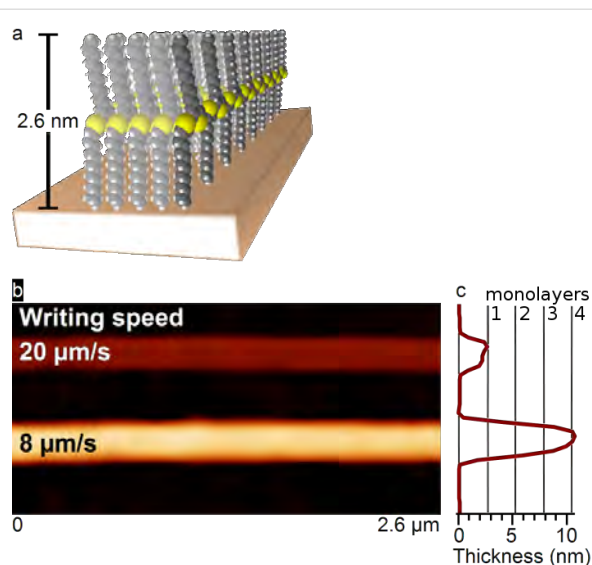 a
2.6 nm
b
Writing speed
20 µm/s
8 µm/s
0
2.6 µm
c
monolayers
1 2 3 4
0 5 10
Thickness (nm)